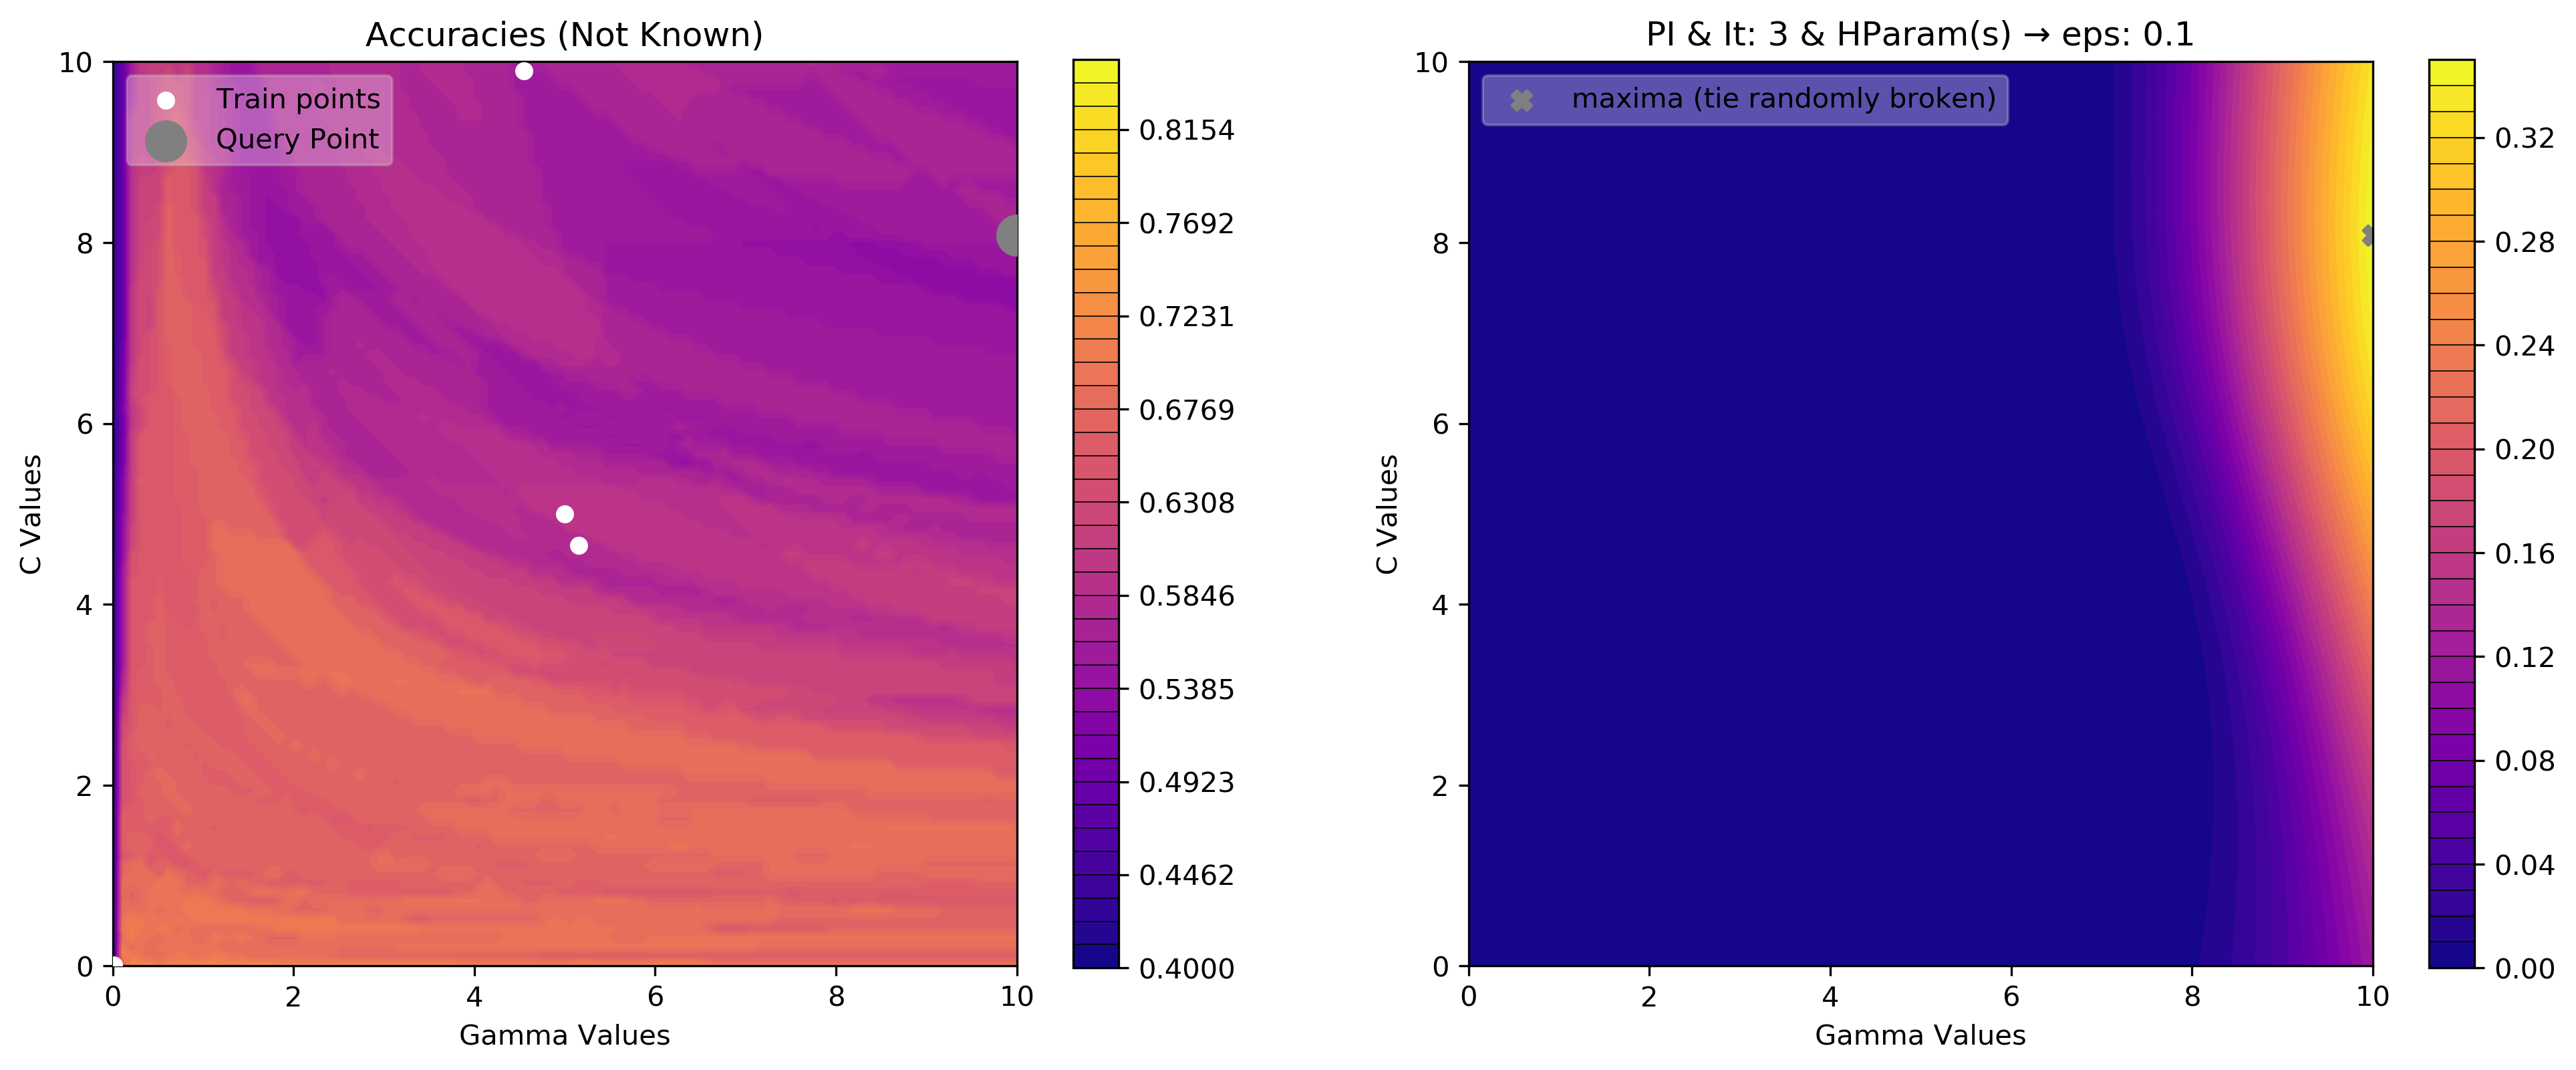 Accuracies (Not Known)
Train points
Query Point
C Values
10
8
6
4
2
0
0 2 4 6 8 10
Gamma Values
0.8154
0.7692
0.7231
0.6769
0.6308
0.5846
0.5385
0.4923
0.4462
0.4000
PI & It: 3 & HParam(s) → eps: 0.1
maxima (tie randomly broken)
C Values
10
8
6
4
2
0
0 2 4 6 8 10
Gamma Values
0.32
0.28
0.24
0.20
0.16
0.12
0.08
0.04
0.00